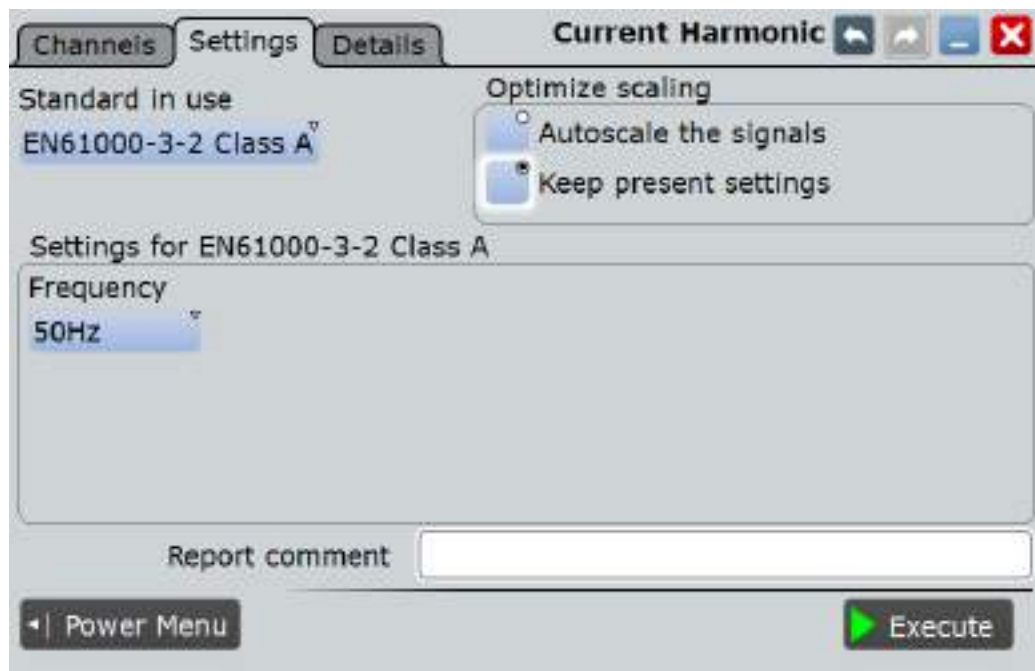 Channels Settings Details Current Harmonic
Standard in use
EN61000-3-2 Class A
Optimize scaling
Autoscale the signals
Keep present settings
Settings for EN61000-3-2 Class A
Frequency
50Hz
Report comment
Power Menu
Execute